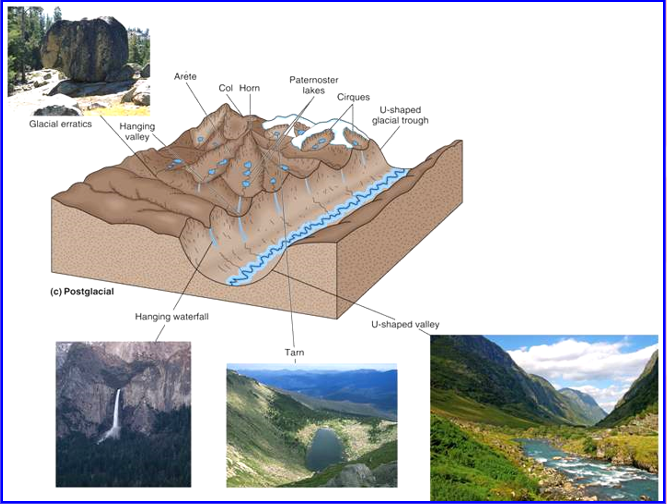 Arete
Col
Horn
Paternoster
lakes
Cirques
U-shaped
glacial trough
Glacial erratics
Hanging
valley
(c) Postglacial
Hanging waterfall
U-shaped valley
Tarn